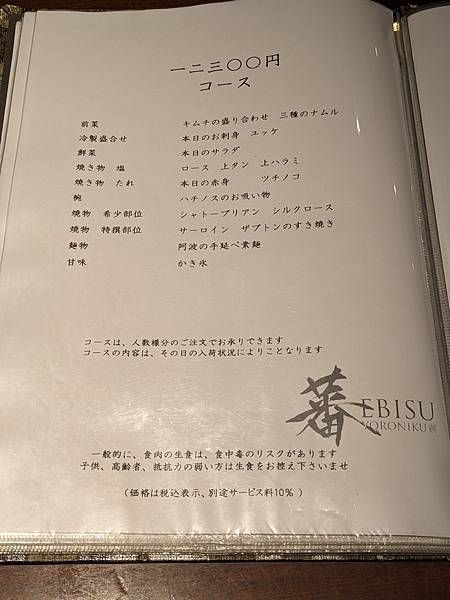 一二三〇〇円
コース
前菜 キムチの盛り合わせ 三種のナムル
冷製盛合せ 本日のお刺身 ユッケ
鮮菜 本日のサラダ
焼き物 塩 ロース 上タン 上ハラミ
焼き物 たれ 本日の赤身 ツチノコ
椀 ハチノスのお吸い物
焼物 希少部位 シャトーブリアン シルクロース
焼物 特撰部位 サーロイン ザブトンのすき焼き
麺物 阿波の手延べ素麺
甘味 かき氷
コースは、人数様分のご注文でお承りできます
コースの内容は、その日の入荷状況によりことなります
蕃 EBISU
YORONIKU
一般的に、食肉の生食は、食中毒のリスクがあります
子供、高齢者、抵抗力の弱い方は生食をお控え下さいませ
（価格は税込表示、別途サービス料10％ ）